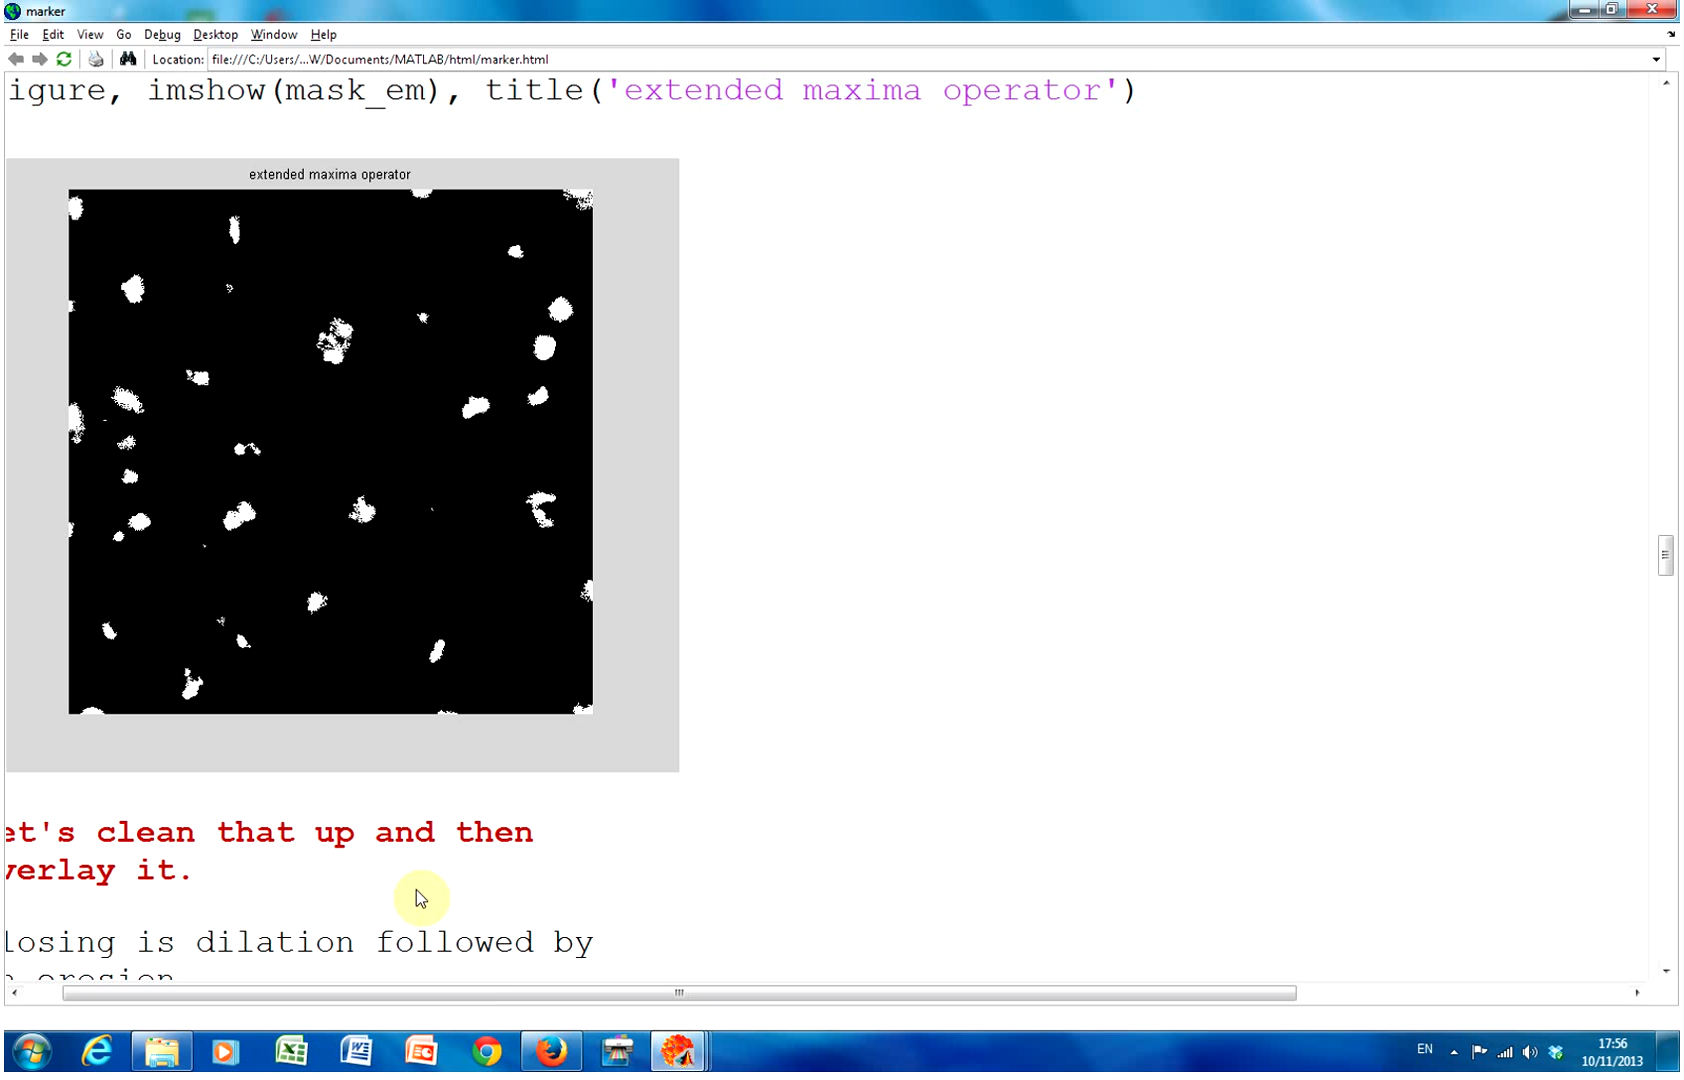 marker
File Edit View Go Debug Desktop Window Help
Location: file:///C:/Users/...W/Documents/MATLAB/html/marker.html
igure, imshow(mask_em), title('extended maxima operator')
extended maxima operator
et's clean that up and then
verlay it.
losing is dilation followed by
erosion
EN
17:56
10/11/2013